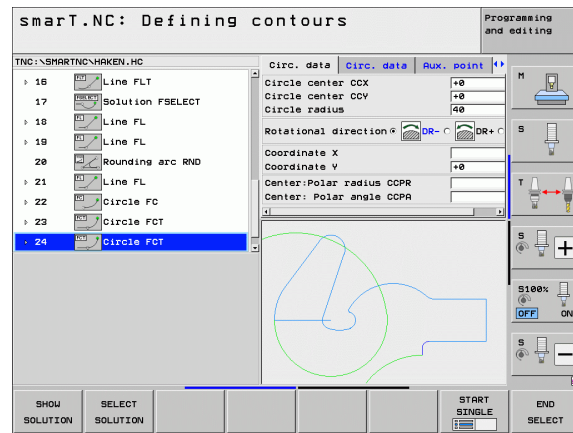 smarT.NC: Defining contours
Programming
and editing
TNC:\SMARTNC\HAKEN.HC
16 Line FLT
17 Solution FSELECT
18 Line FL
19 Line FL
20 Rounding arc RND
21 Line FL
22 Circle FC
23 Circle FCT
24 Circle FCT
Circ. data Circ. data Aux. point
Circle center CCX +0
Circle center CCY +0
Circle radius 40
Rotational direction DR- DR+
Coordinate X
Coordinate Y +0
Center:Polar radius CCPR
Center: Polar angle CCPA
M
S
T
S
S100%
OFF ON
S
SHOW
SOLUTION
SELECT
SOLUTION
START
SINGLE
END
SELECT